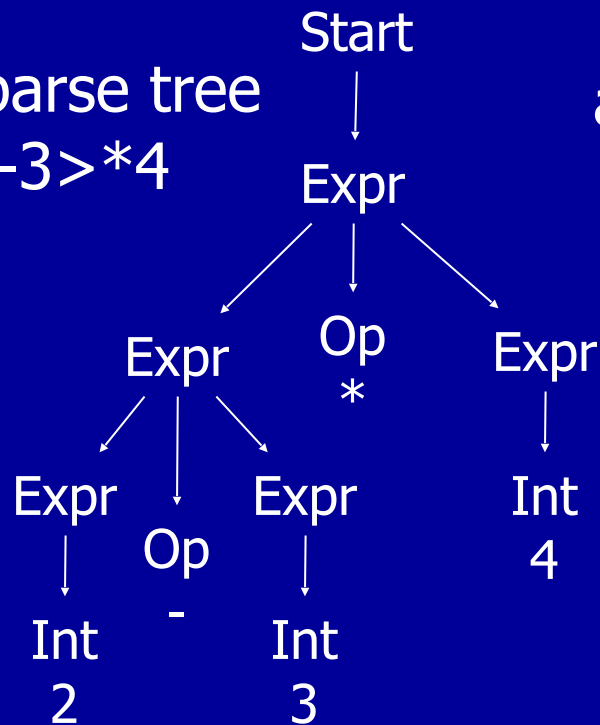 Start
parse tree
-3>*4
Expr
Expr
Op
*
Expr
Expr
Op
-
Expr
Int
4
Int
2
Int
3